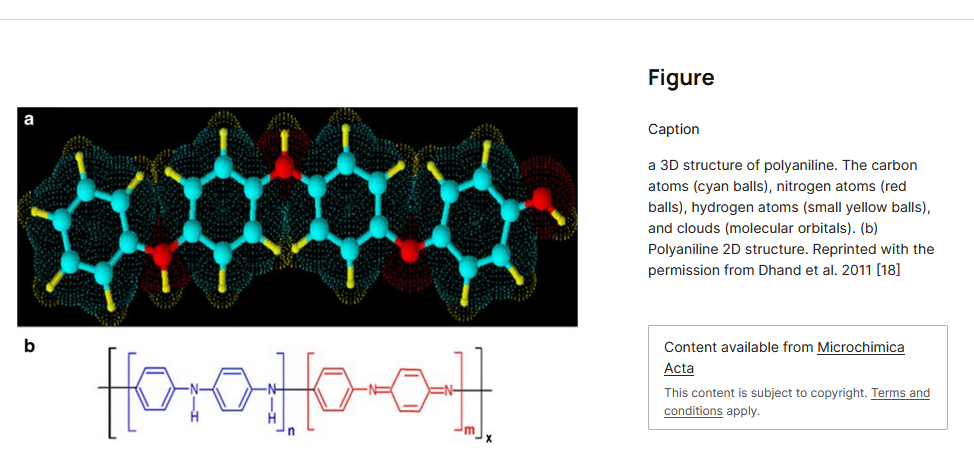 Figure
Caption
a 3D structure of polyaniline. The carbon
atoms (cyan balls), nitrogen atoms (red
balls), hydrogen atoms (small yellow balls),
and clouds (molecular orbitals). (b)
Polyaniline 2D structure. Reprinted with the
permission from Dhand et al. 2011 [18]
Content available from Microchimica
Acta
This content is subject to copyright. Terms and
conditions apply.
a
b
N N N N
H H
n m x